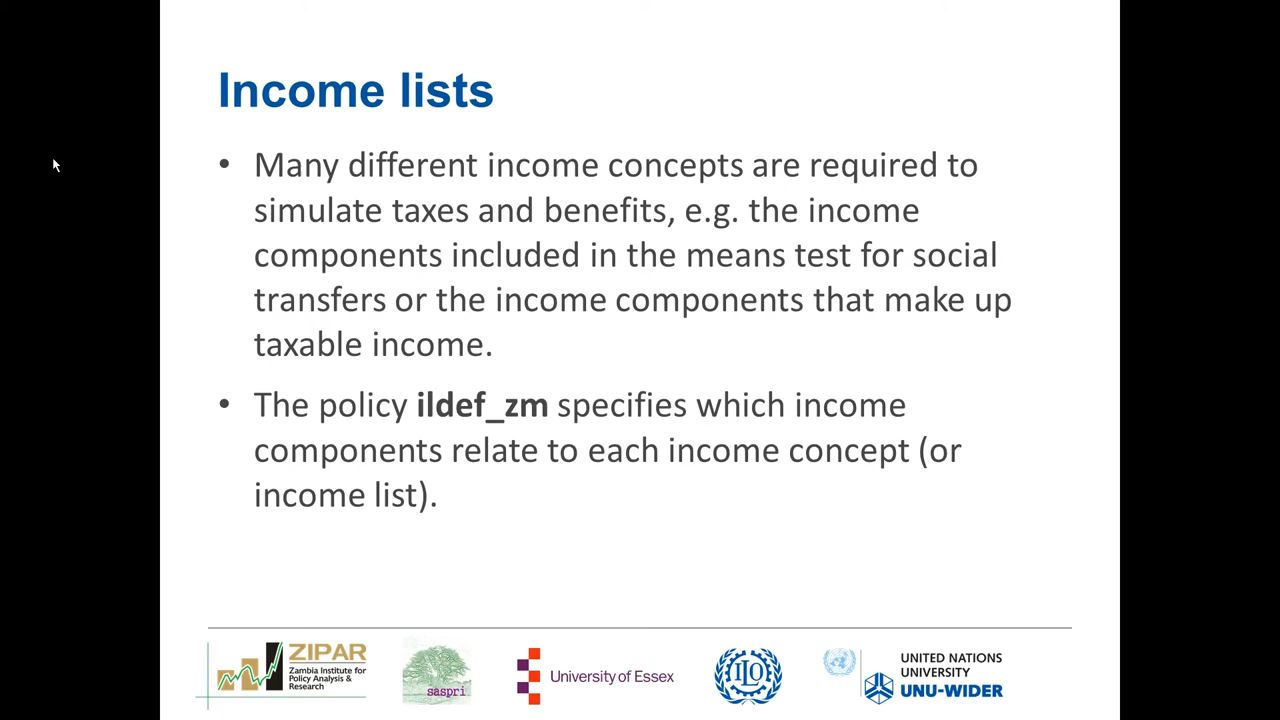 Income lists
• Many different income concepts are required to
simulate taxes and benefits, e.g. the income
components included in the means test for social
transfers or the income components that make up
taxable income.
• The policy ildef_zm specifies which income
components relate to each income concept (or
income list).
ZIPAR
Zambia Institute for
Policy Analysis &
Research
saspri
University of Essex
ILO
UNITED NATIONS
UNIVERSITY
UNU-WIDER